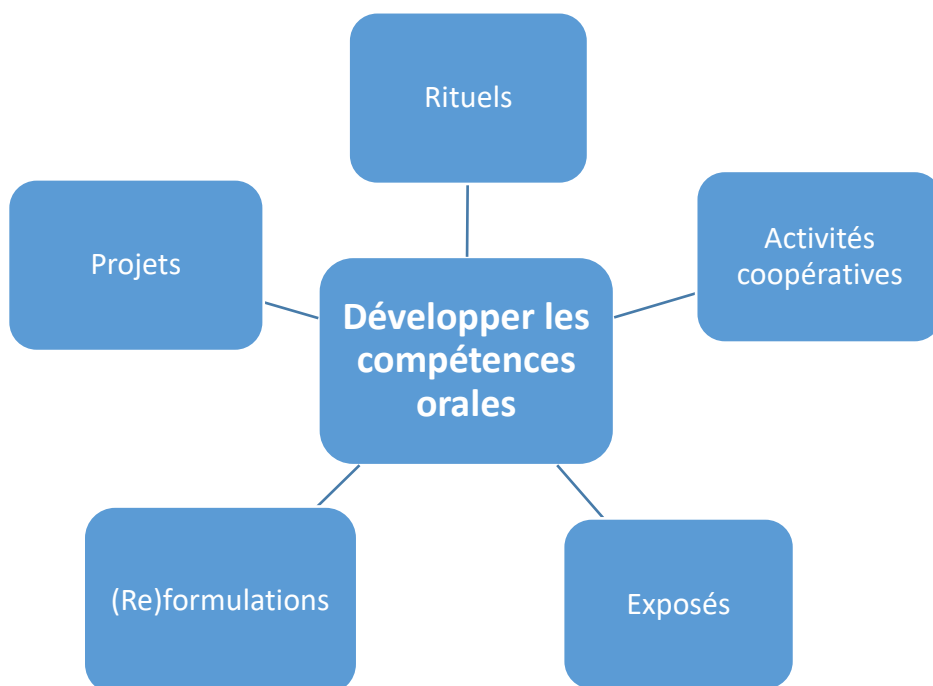 Rituels
Activités
coopératives
Projets
Développer les
compétences
orales
(Re)formulations
Exposés